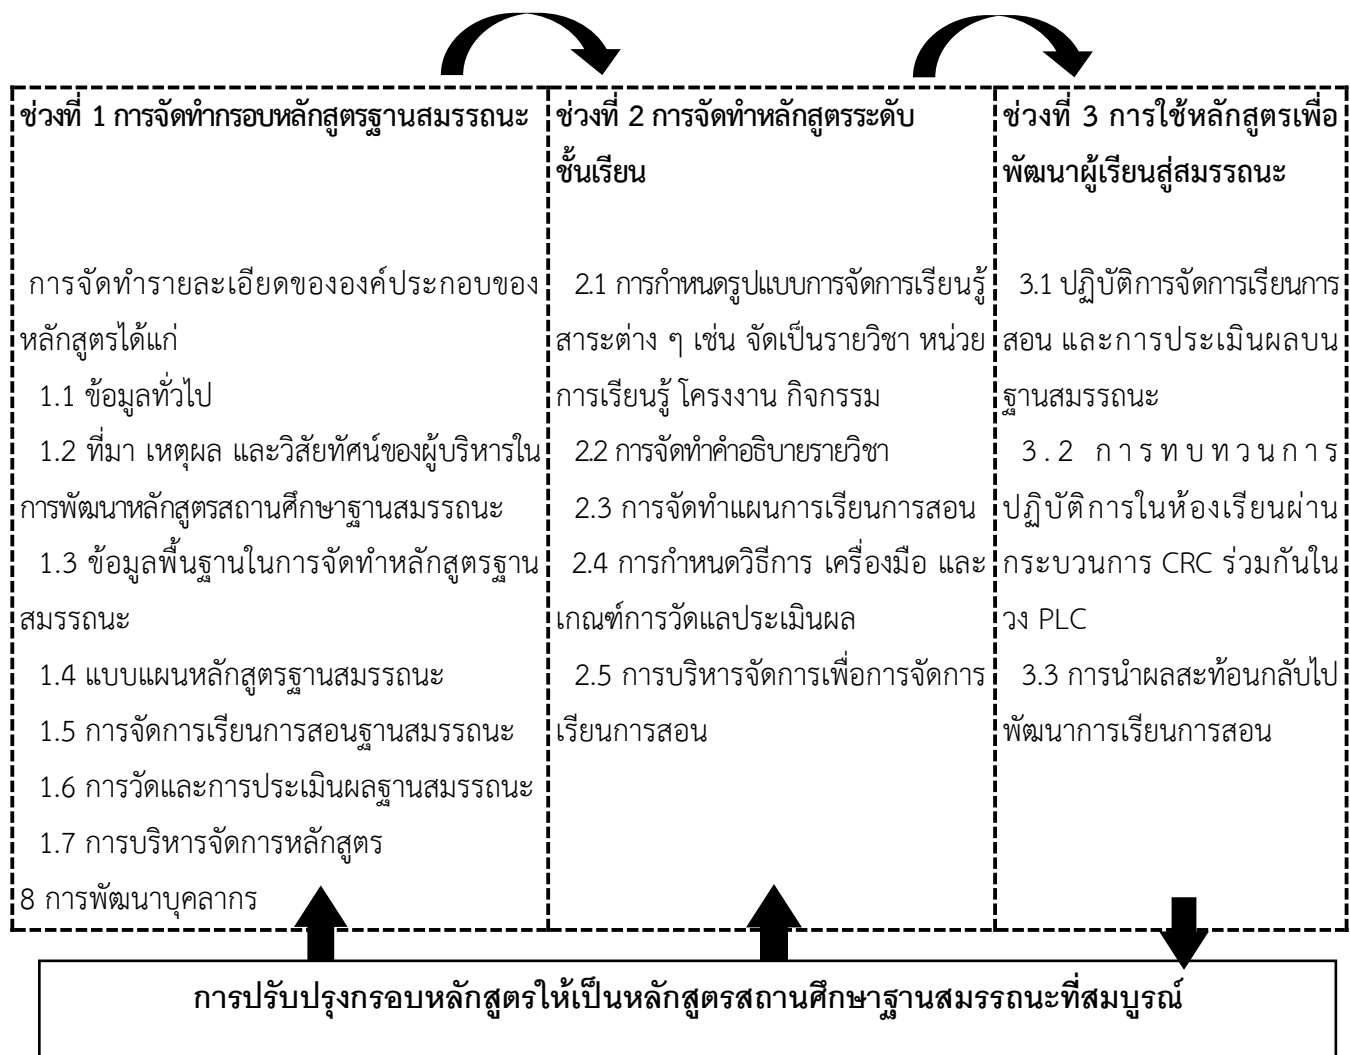 ช่วงที่ 1 การจัดทำกรอบหลักสูตรฐานสมรรถนะ
การจัดทำรายละเอียดขององค์ประกอบของ
หลักสูตรได้แก่
1.1 ข้อมูลทั่วไป
1.2 ที่มา เหตุผล และวิสัยทัศน์ของผู้บริหารใน
การพัฒนาหลักสูตรสถานศึกษาฐานสมรรถนะ
1.3 ข้อมูลพื้นฐานในการจัดทำหลักสูตรฐาน
สมรรถนะ
1.4 แบบแผนหลักสูตรฐานสมรรถนะ
1.5 การจัดการเรียนการสอนฐานสมรรถนะ
1.6 การวัดและการประเมินผลฐานสมรรถนะ
1.7 การบริหารจัดการหลักสูตร
8 การพัฒนาบุคลากร
ช่วงที่ 2 การจัดทำหลักสูตรระดับ
ชั้นเรียน
2.1 การกำหนดรูปแบบการจัดการเรียนรู้
สาระต่าง ๆ เช่น จัดเป็นรายวิชา หน่วย
การเรียนรู้ โครงงาน กิจกรรม
2.2 การจัดทำคำอธิบายรายวิชา
2.3 การจัดทำแผนการเรียนการสอน
2.4 การกำหนดวิธีการ เครื่องมือ และ
เกณฑ์การวัดแลประเมินผล
2.5 การบริหารจัดการเพื่อการจัดการ
เรียนการสอน
ช่วงที่ 3 การใช้หลักสูตรเพื่อ
พัฒนาผู้เรียนสู่สมรรถนะ
3.1 ปฏิบัติการจัดการเรียนการ
สอน และการประเมินผลบน
ฐานสมรรถนะ
3.2 การทบทวนการ
ปฏิบัติการในห้องเรียนผ่าน
กระบวนการ CRC ร่วมกันใน
วง PLC
3.3 การนำผลสะท้อนกลับไป
พัฒนาการเรียนการสอน
การปรับปรุงกรอบหลักสูตรให้เป็นหลักสูตรสถานศึกษาฐานสมรรถนะที่สมบูรณ์